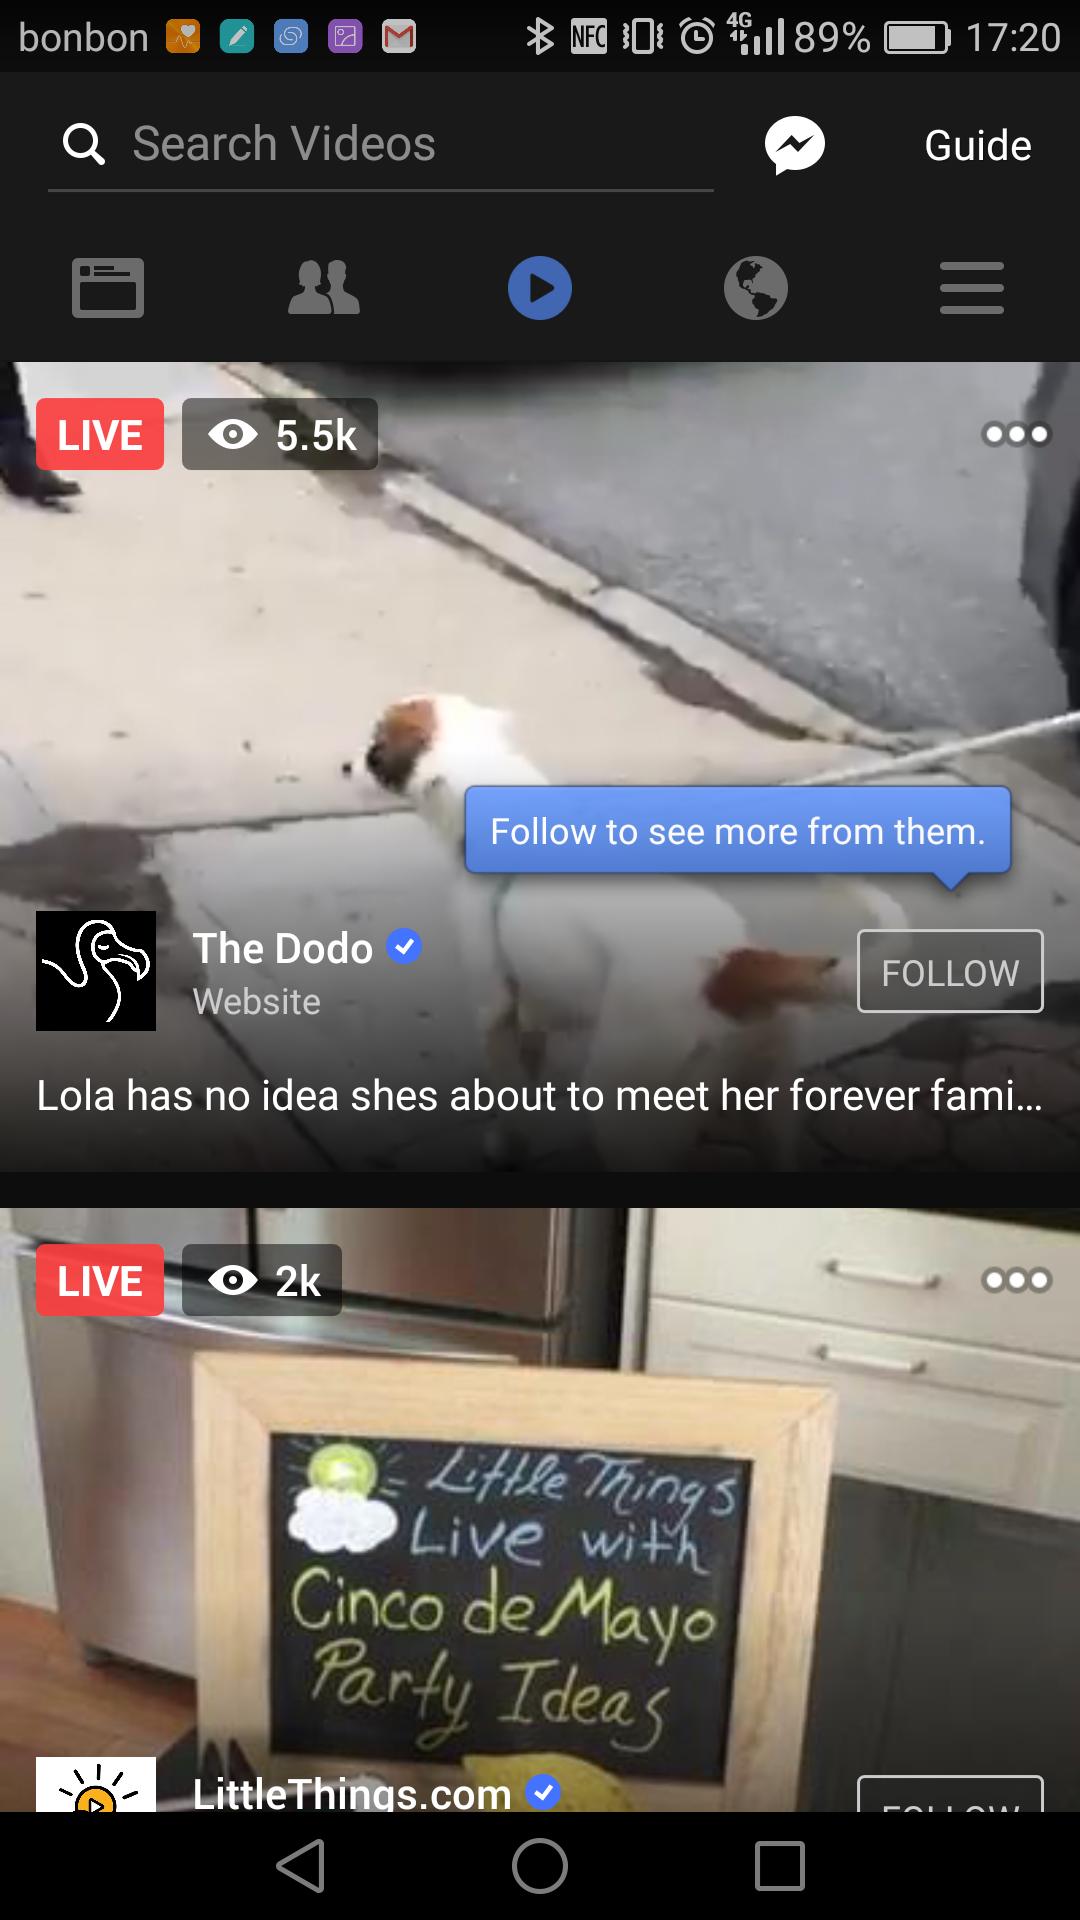 bonbon NFC 4G 89% 17:20
Search Videos Guide
LIVE 5.5k
Follow to see more from them.
The Dodo
Website
FOLLOW
Lola has no idea shes about to meet her forever fami...
LIVE 2k
Little Things
Live with
Cinco de Mayo
Party Ideas
LittleThings.com
FOLLOW